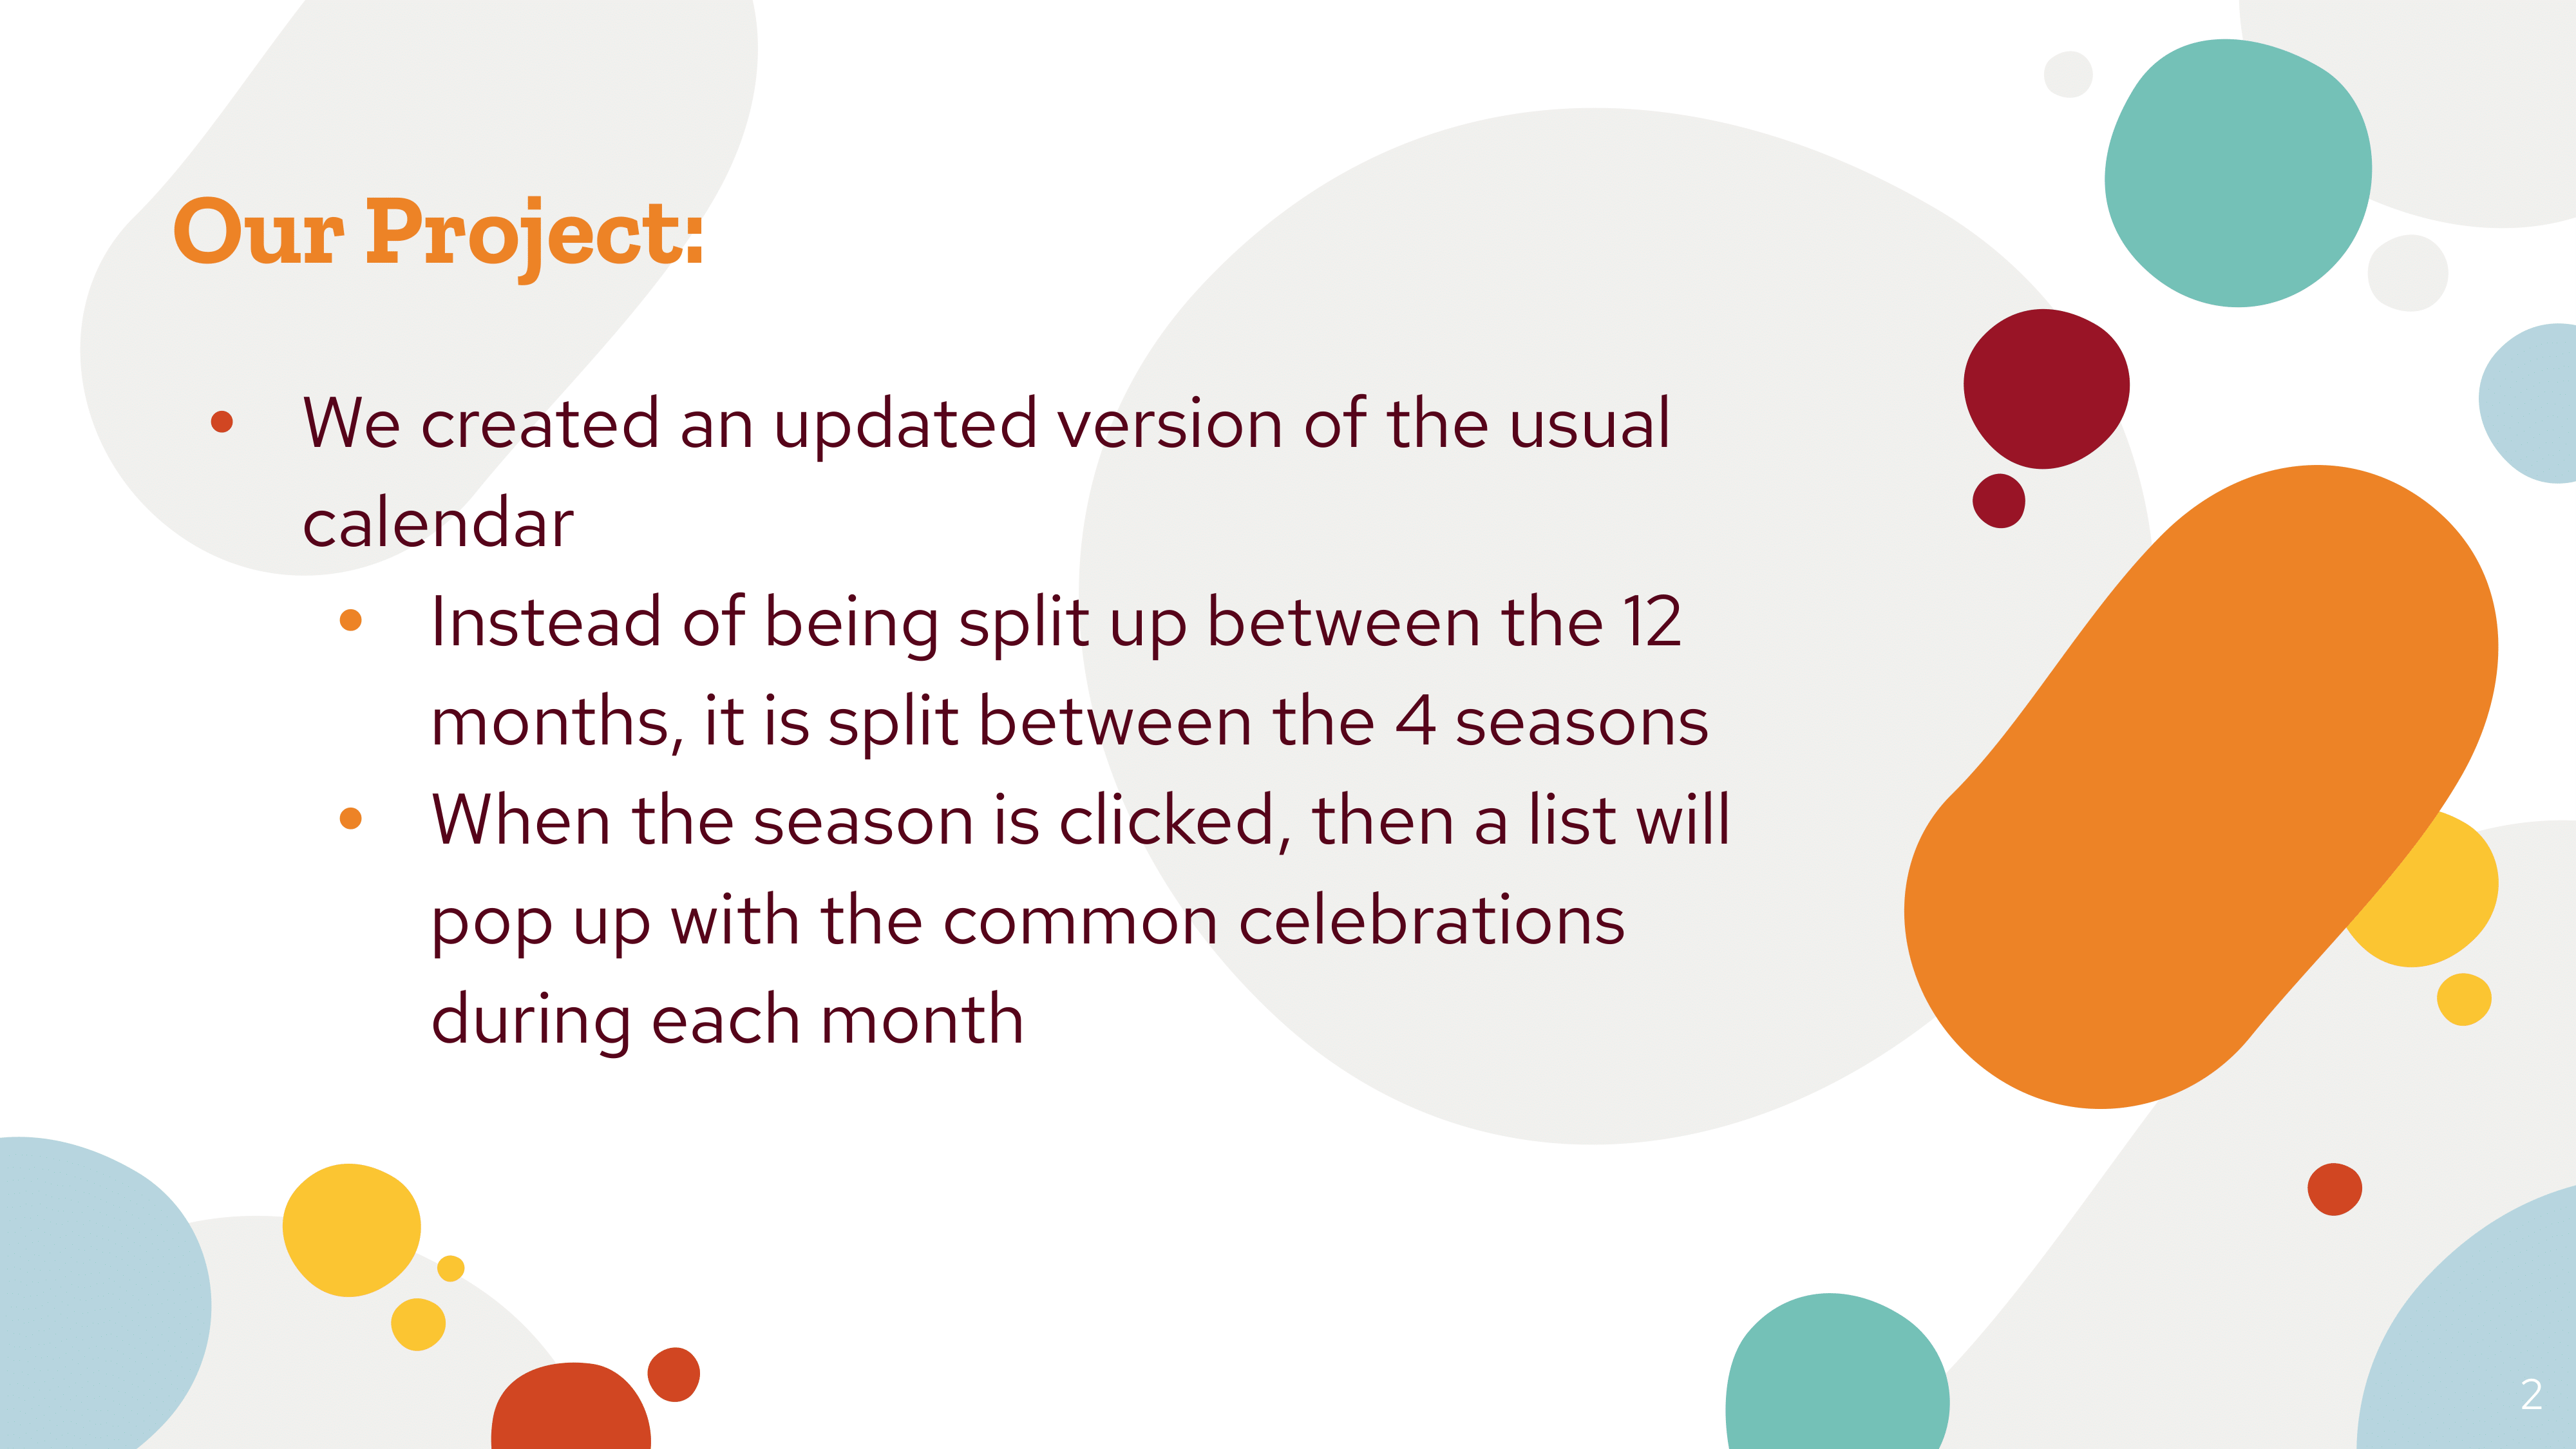 Our Project:
• We created an updated version of the usual
calendar
• Instead of being split up between the 12
months, it is split between the 4 seasons
• When the season is clicked, then a list will
pop up with the common celebrations
during each month
2